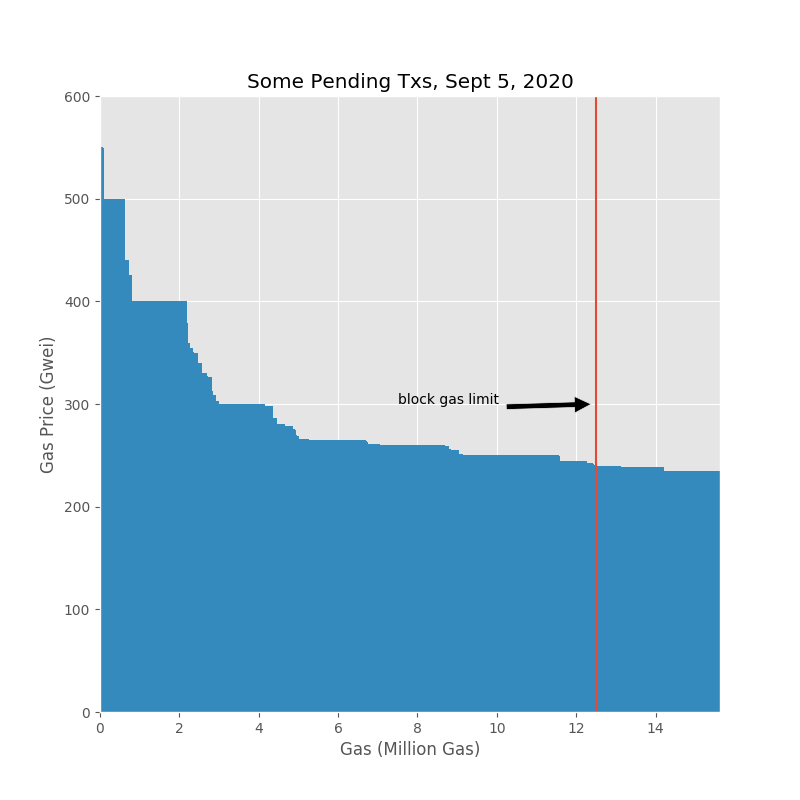 Some Pending Txs, Sept 5, 2020
600
500
400
300
200
100
0
Gas Price (Gwei)
block gas limit
0 2 4 6 8 10 12 14
Gas (Million Gas)